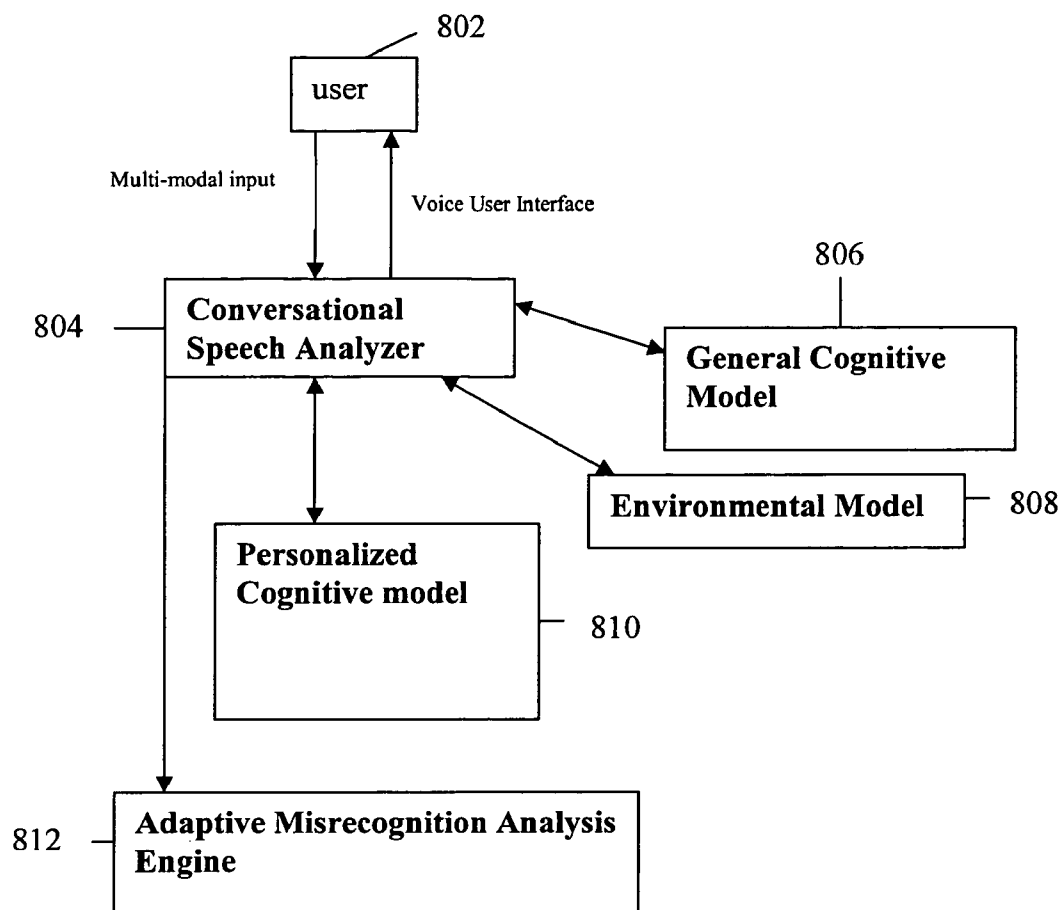 802
user
Multi-modal input
Voice User Interface
806
804
Conversational
Speech Analyzer
General Cognitive
Model
Environmental Model
808
Personalized
Cognitive model
810
812
Adaptive Misrecognition Analysis
Engine